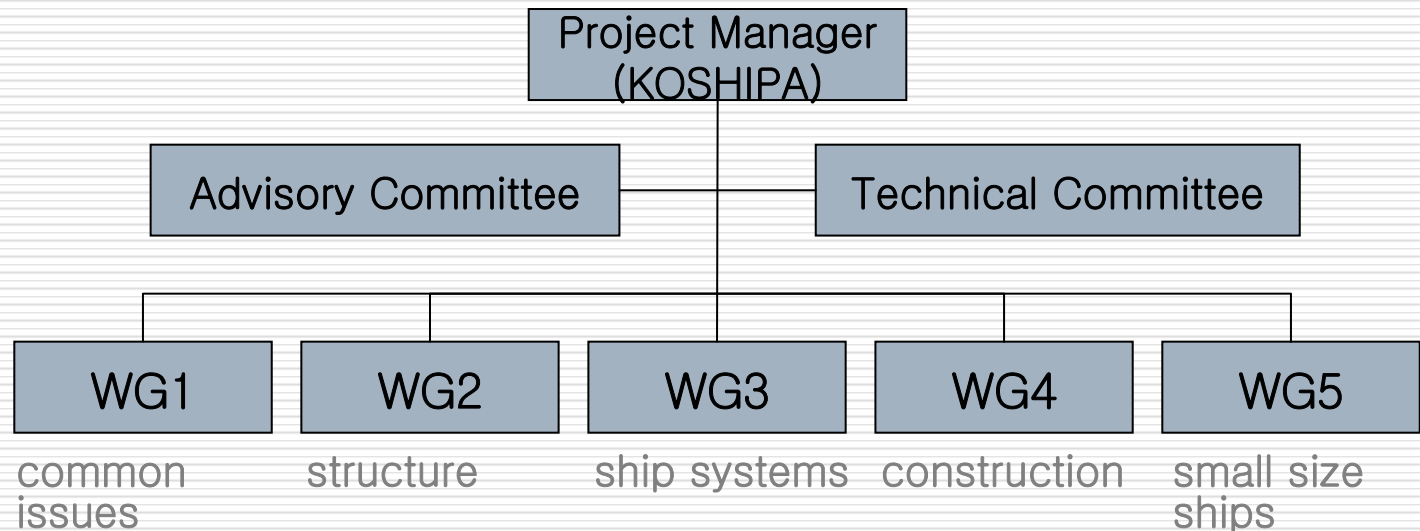 Project Manager
(KOSHIPA)
Advisory Committee
Technical Committee
WG1
WG2
WG3
WG4
WG5
common
issues
structure
ship systems
construction
small size
ships